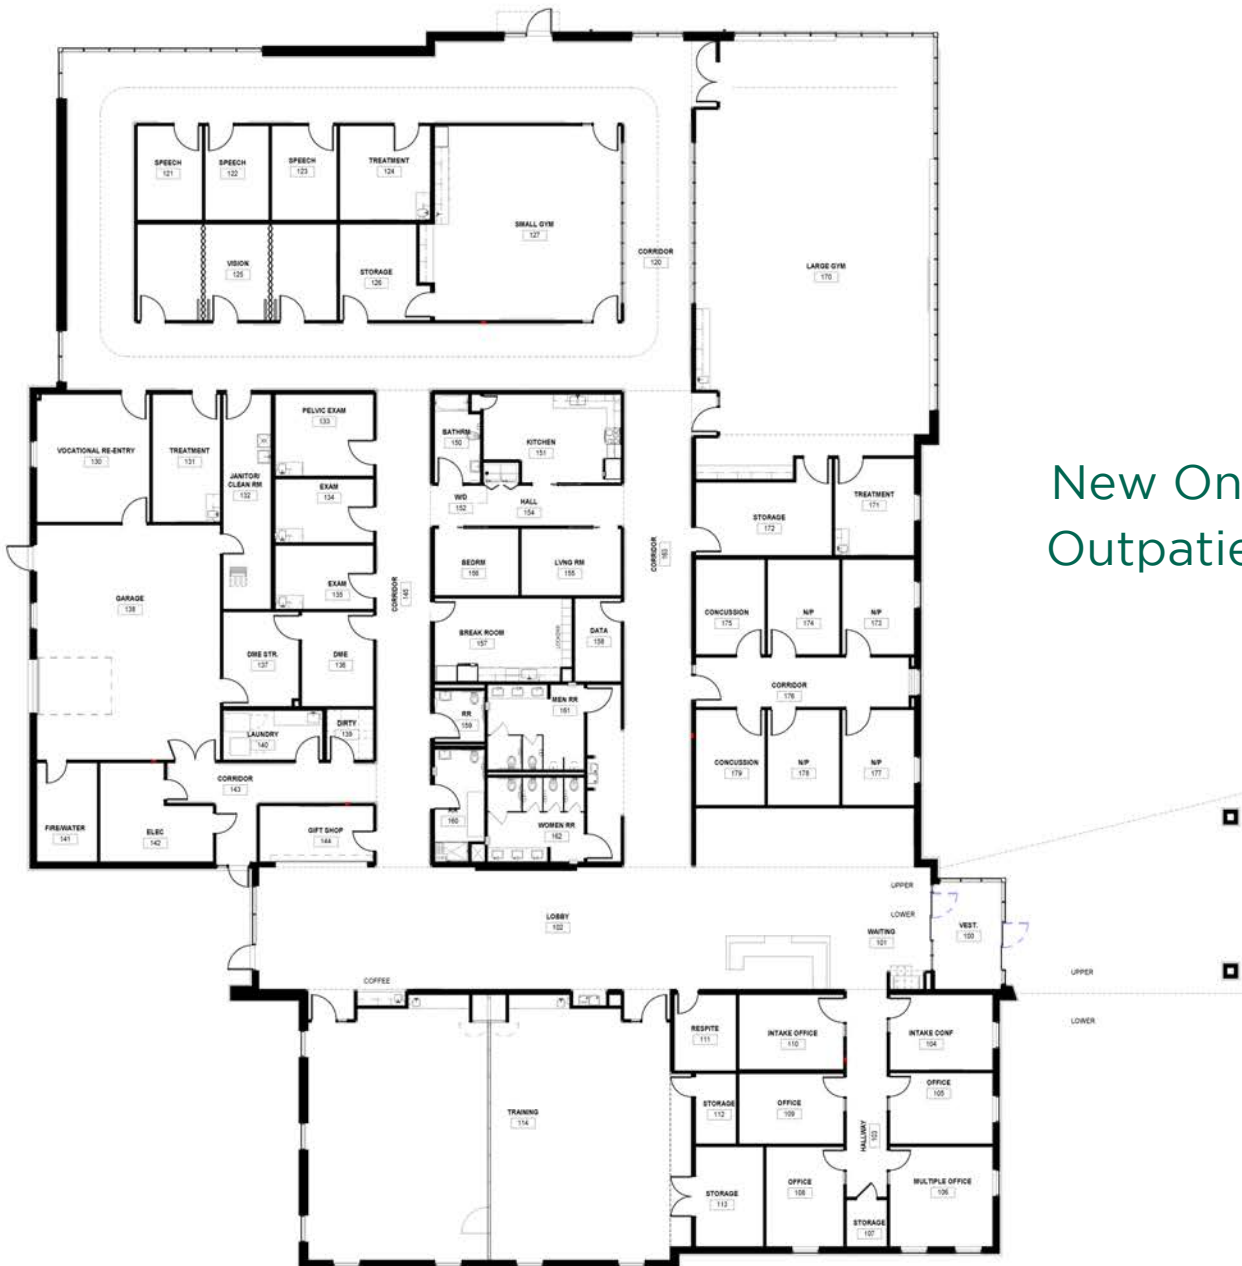 SPEECH
121
SPEECH
122
SPEECH
123
TREATMENT
124
SMALL GYM
127
VISION
125
STORAGE
126
CORRIDOR
120
LARGE GYM
170
VOCATIONAL RE-ENTRY
130
TREATMENT
131
JANITOR/
CLEAN RM
132
PELVIC EXAM
133
EXAM
134
EXAM
135
CORRIDOR
145
BATHRM
150
KITCHEN
151
W/D
152
HALL
154
BEDRM
156
LVNG RM
155
CORRIDOR
163
STORAGE
172
TREATMENT
171
New On
Outpatie
GARAGE
138
DME STR.
137
DME
136
BREAK ROOM
157
LOCKERS
DATA
158
CONCUSSION
175
N/P
174
N/P
173
CORRIDOR
176
LAUNDRY
140
DIRTY
139
RR
159
MEN RR
161
CONCUSSION
179
N/P
178
N/P
177
CORRIDOR
143
FIRE/WATER
141
ELEC
142
GIFT SHOP
144
RR
160
WOMEN RR
162
LOBBY
102
UPPER
LOWER
WAITING
101
VEST.
100
UPPER
LOWER
COFFEE
RESPITE
111
INTAKE OFFICE
110
INTAKE CONF
104
TRAINING
114
STORAGE
112
OFFICE
109
HALLWAY
103
OFFICE
105
STORAGE
113
OFFICE
108
STORAGE
107
MULTIPLE OFFICE
106